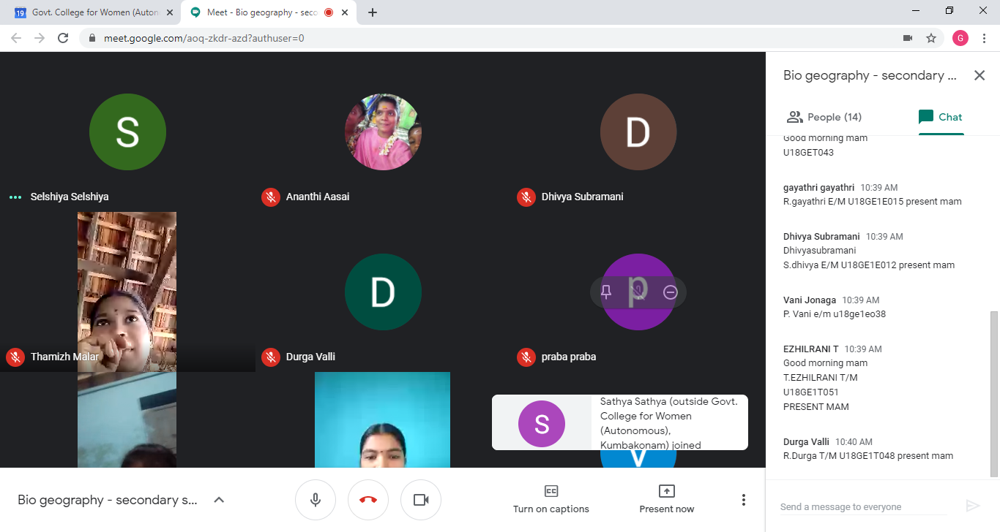 19 Govt. College for Women (Auton
Meet - Bio geography - seco
meet.google.com/aoq-zkdr-azd?authuser=0
G
S
Selshiya Selshiya
Ananthi Aasai
D
Dhivya Subramani
Thamizh Malar
D
Durga Valli
p
praba praba
S
Sathya Sathya (outside Govt.
College for Women
(Autonomous),
Kumbakonam) joined
V
Bio geography - secondary s...
CC
Turn on captions
Present now
Bio geography - secondary ...
People (14)
Chat
Good morning mam
U18GET043
gayathri gayathri 10:39 AM
R.gayathri E/M U18GE1E015 present mam
Dhivya Subramani 10:39 AM
Dhivyasubramani
S.dhivya E/M U18GE1E012 present mam
Vani Jonaga 10:39 AM
P. Vani e/m u18ge1eo38
EZHILRANI T 10:39 AM
Good morning mam
T.EZHILRANI T/M
U18GE1T051
PRESENT MAM
Durga Valli 10:40 AM
R.Durga T/M U18GE1T048 present mam
Send a message to everyone